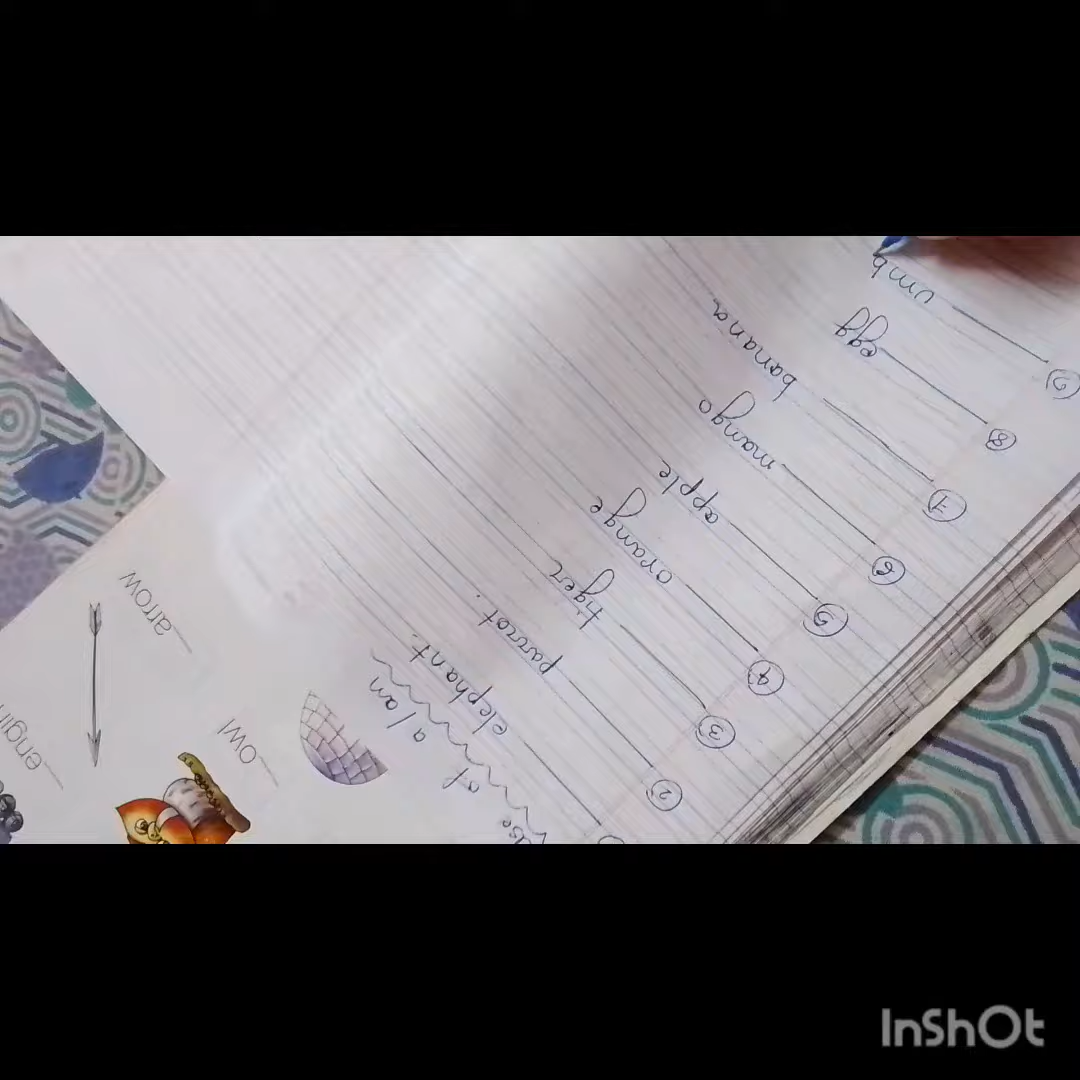 use of a/an
elephant
② parrot
③ tiger
④ orange
⑤ apple
⑥ mango
⑦ banana
⑧ egg
⑨ umb
owl
arrow
InShOt